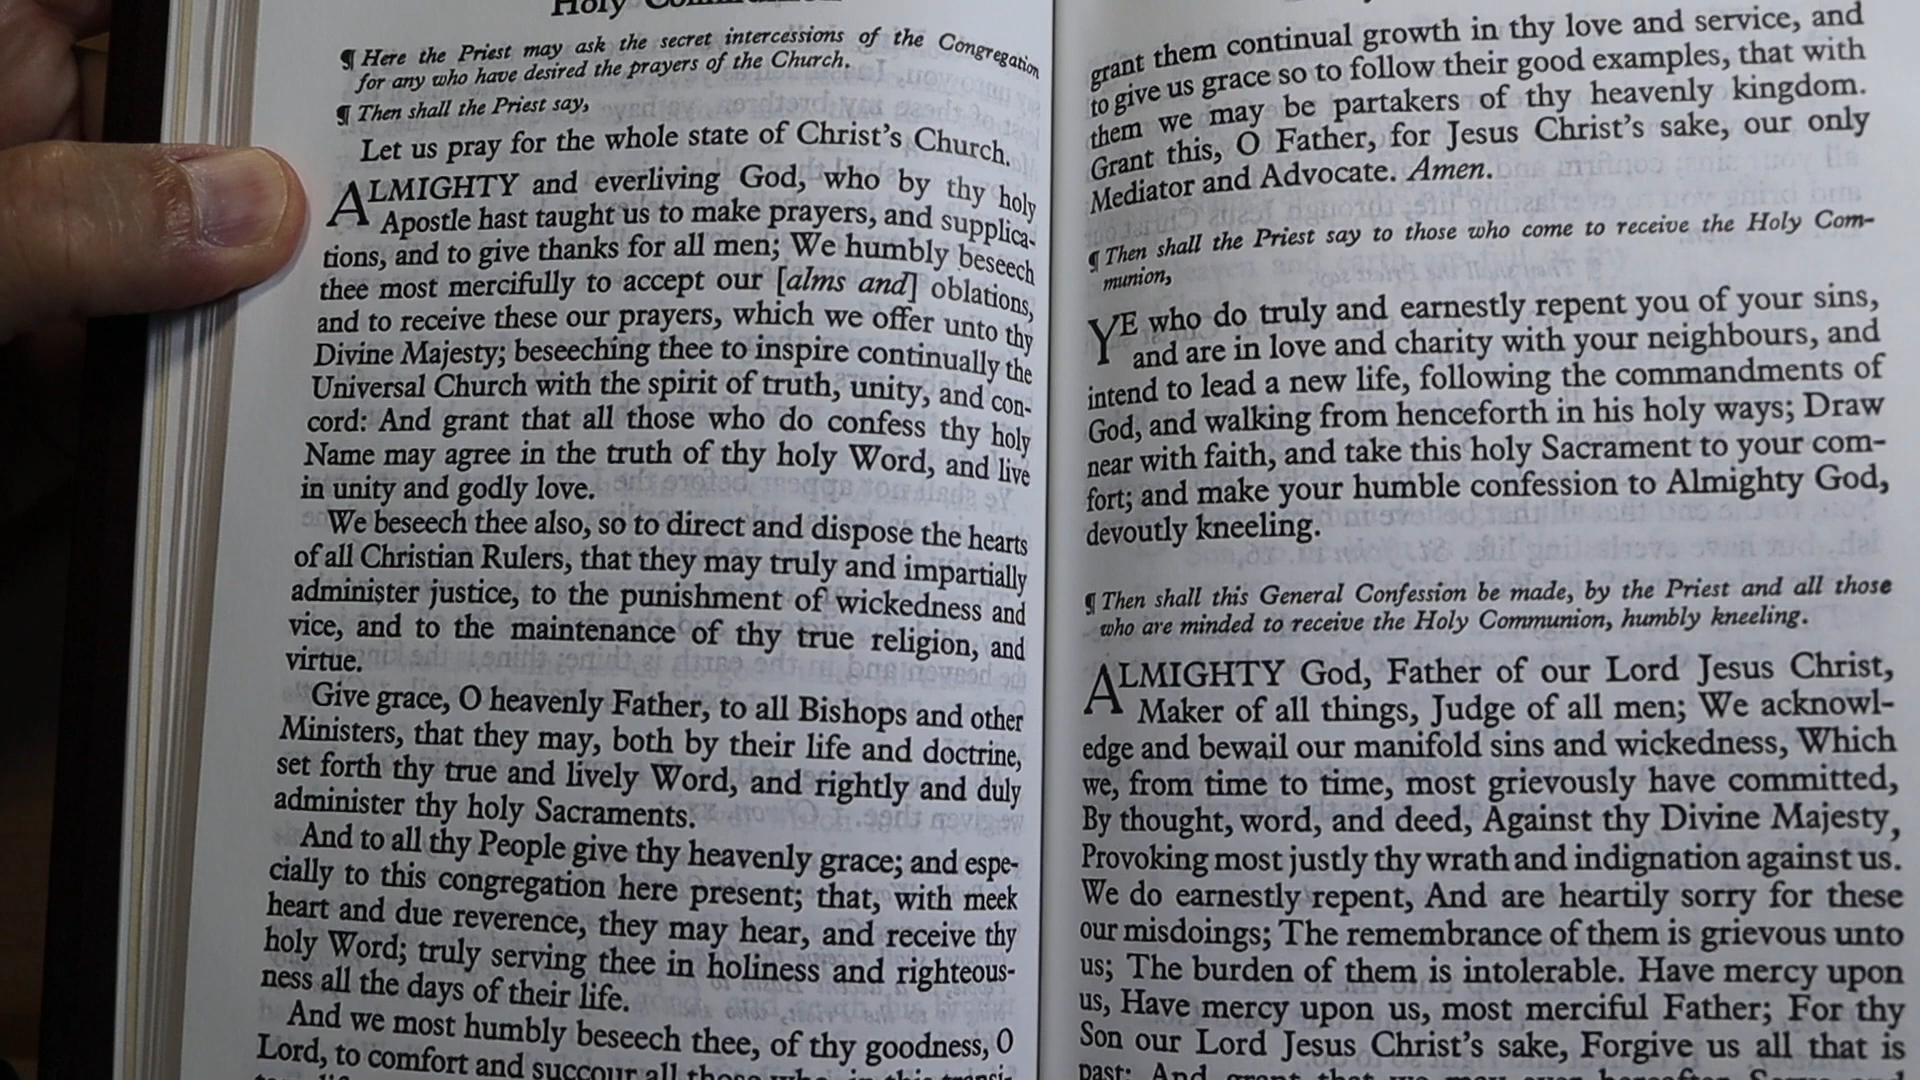 Holy Communion
¶ Here the Priest may ask the secret intercessions of the Congregation
for any who have desired the prayers of the Church.
¶ Then shall the Priest say,
Let us pray for the whole state of Christ's Church.
ALMIGHTY and everliving God, who by thy holy
Apostle hast taught us to make prayers, and supplica-
tions, and to give thanks for all men; We humbly beseech
thee most mercifully to accept our [alms and] oblations,
and to receive these our prayers, which we offer unto thy
Divine Majesty; beseeching thee to inspire continually the
Universal Church with the spirit of truth, unity, and con-
cord: And grant that all those who do confess thy holy
Name may agree in the truth of thy holy Word, and live
in unity and godly love.
We beseech thee also, so to direct and dispose the hearts
of all Christian Rulers, that they may truly and impartially
administer justice, to the punishment of wickedness and
vice, and to the maintenance of thy true religion, and
virtue.
Give grace, O heavenly Father, to all Bishops and other
Ministers, that they may, both by their life and doctrine,
set forth thy true and lively Word, and rightly and duly
administer thy holy Sacraments.
And to all thy People give thy heavenly grace; and espe-
cially to this congregation here present; that, with meek
heart and due reverence, they may hear, and receive thy
holy Word; truly serving thee in holiness and righteous-
ness all the days of their life.
And we most humbly beseech thee, of thy goodness, O
Lord, to comfort and succour all those who, in this transi-
grant them continual growth in thy love and service, and
to give us grace so to follow their good examples, that with
them we may be partakers of thy heavenly kingdom.
Grant this, O Father, for Jesus Christ's sake, our only
Mediator and Advocate. Amen.
¶ Then shall the Priest say to those who come to receive the Holy Com-
munion,
YE who do truly and earnestly repent you of your sins,
and are in love and charity with your neighbours, and
intend to lead a new life, following the commandments of
God, and walking from henceforth in his holy ways; Draw
near with faith, and take this holy Sacrament to your com-
fort; and make your humble confession to Almighty God,
devoutly kneeling.
¶ Then shall this General Confession be made, by the Priest and all those
who are minded to receive the Holy Communion, humbly kneeling.
ALMIGHTY God, Father of our Lord Jesus Christ,
Maker of all things, Judge of all men; We acknowl-
edge and bewail our manifold sins and wickedness, Which
we, from time to time, most grievously have committed,
By thought, word, and deed, Against thy Divine Majesty,
Provoking most justly thy wrath and indignation against us.
We do earnestly repent, And are heartily sorry for these
our misdoings; The remembrance of them is grievous unto
us; The burden of them is intolerable. Have mercy upon
us, Have mercy upon us, most merciful Father; For thy
Son our Lord Jesus Christ's sake, Forgive us all that is
past; And grant that we may ever hereafter